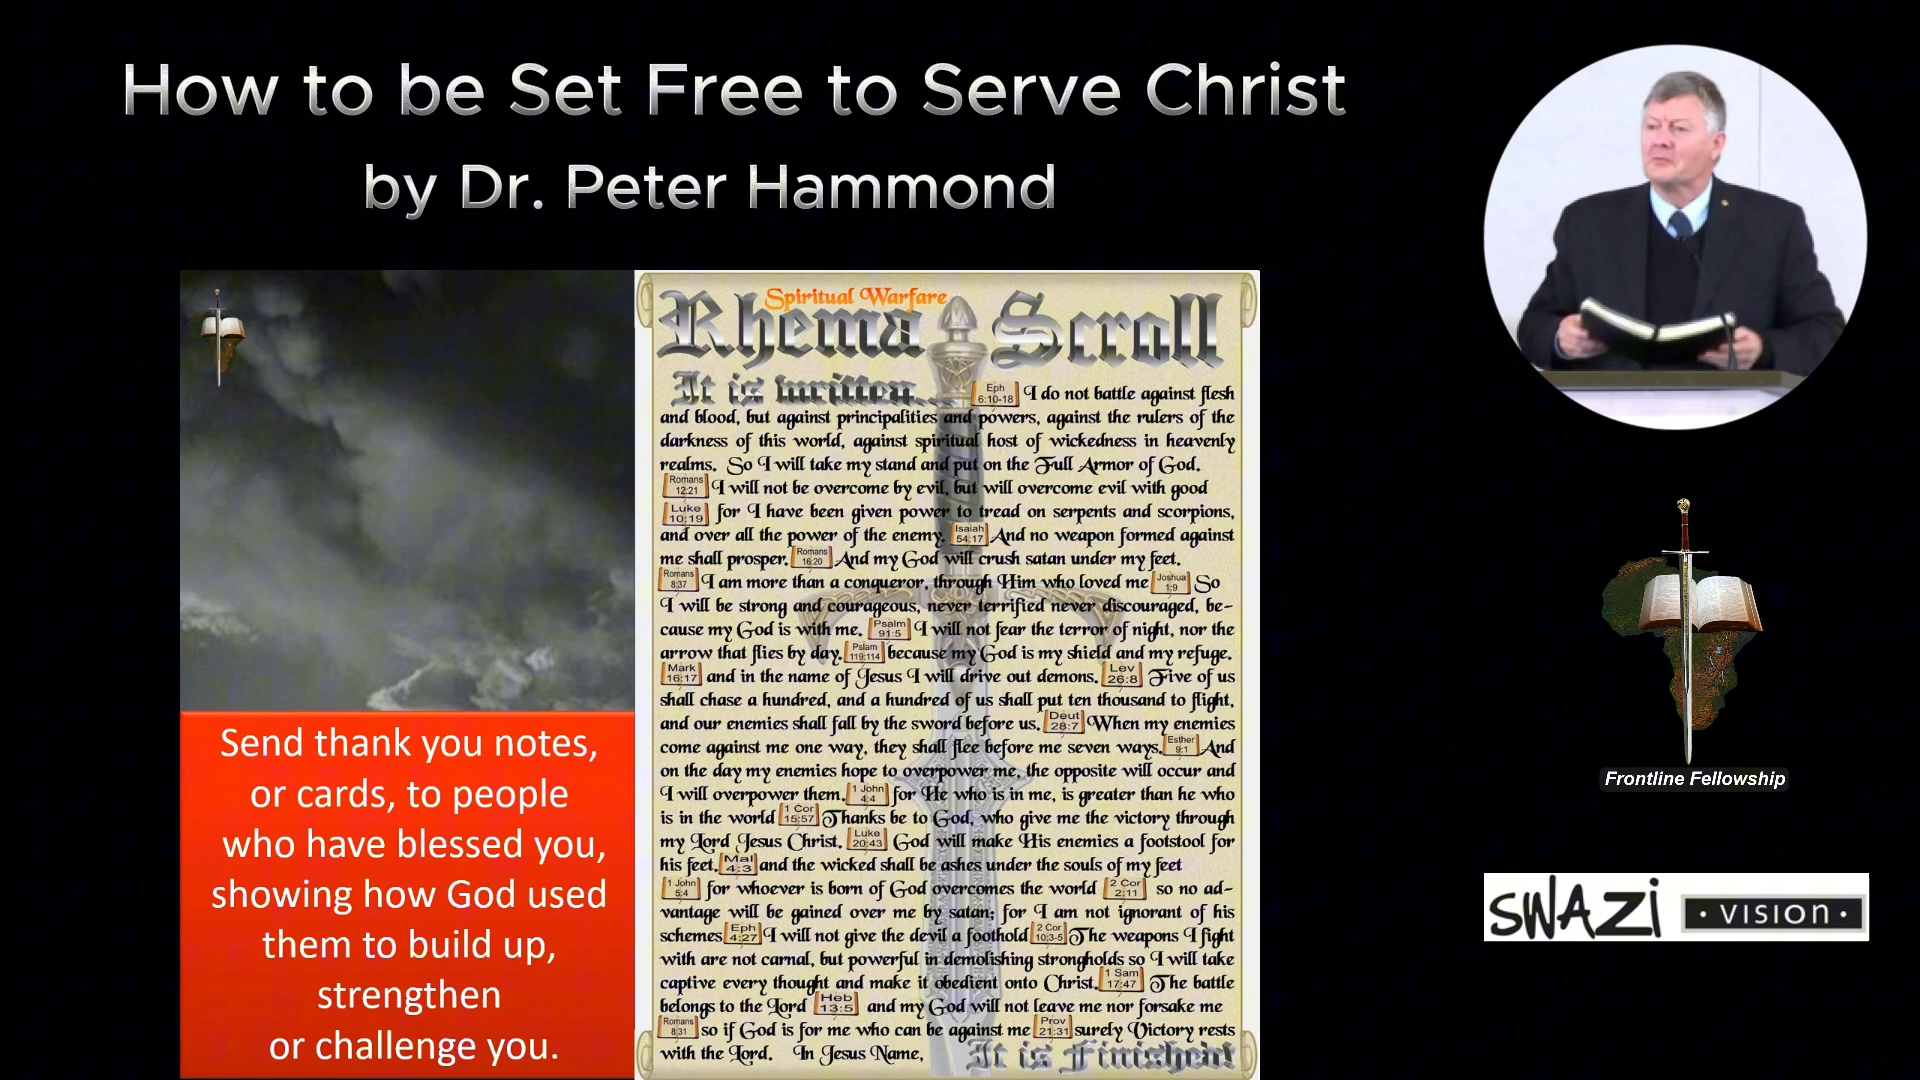 How to be Set Free to Serve Christ
by Dr. Peter Hammond
Send thank you notes,
or cards, to people
who have blessed you,
showing how God used
them to build up,
strengthen
or challenge you.
Spiritual Warfare
Rhema Scroll
It is written... Eph 6:10-18 I do not battle against flesh
and blood, but against principalities and powers, against the rulers of the
darkness of this world, against spiritual host of wickedness in heavenly
realms. So I will take my stand and put on the Full Armor of God.
Romans 12:21 I will not be overcome by evil, but will overcome evil with good
Luke 10:19 for I have been given power to tread on serpents and scorpions,
and over all the power of the enemy. Isaiah 54:17 And no weapon formed against
me shall prosper. Romans 16:20 And my God will crush satan under my feet.
Romans 8:37 I am more than a conqueror, through Him who loved me Joshua 1:9 So
I will be strong and courageous, never terrified never discouraged, be-
cause my God is with me. Psalm 91:5 I will not fear the terror of night, nor the
arrow that flies by day. Pslam 119:114 because my God is my shield and my refuge.
Mark 16:17 and in the name of Jesus I will drive out demons. Lev 26:8 Five of us
shall chase a hundred, and a hundred of us shall put ten thousand to flight,
and our enemies shall fall by the sword before us. Deut 28:7 When my enemies
come against me one way, they shall flee before me seven ways. Esther 9:1 And
on the day my enemies hope to overpower me, the opposite will occur and
I will overpower them. 1 John 4:4 for He who is in me, is greater than he who
is in the world 1 Cor 15:57 Thanks be to God, who give me the victory through
my Lord Jesus Christ. Luke 20:43 God will make His enemies a footstool for
his feet. Mal 4:3 and the wicked shall be ashes under the souls of my feet
1 John 5:4 for whoever is born of God overcomes the world 2 Cor 2:11 so no ad-
vantage will be gained over me by satan; for I am not ignorant of his
schemes Eph 4:27 I will not give the devil a foothold 2 Cor 10:3-5 The weapons I fight
with are not carnal, but powerful in demolishing strongholds so I will take
captive every thought and make it obedient onto Christ. 1 Sam 17:47 The battle
belongs to the Lord Heb 13:5 and my God will not leave me nor forsake me
Romans 8:31 so if God is for me who can be against me Prov 21:31 surely Victory rests
with the Lord. In Jesus Name, It is Finished!
Frontline Fellowship
SWAZI VISION